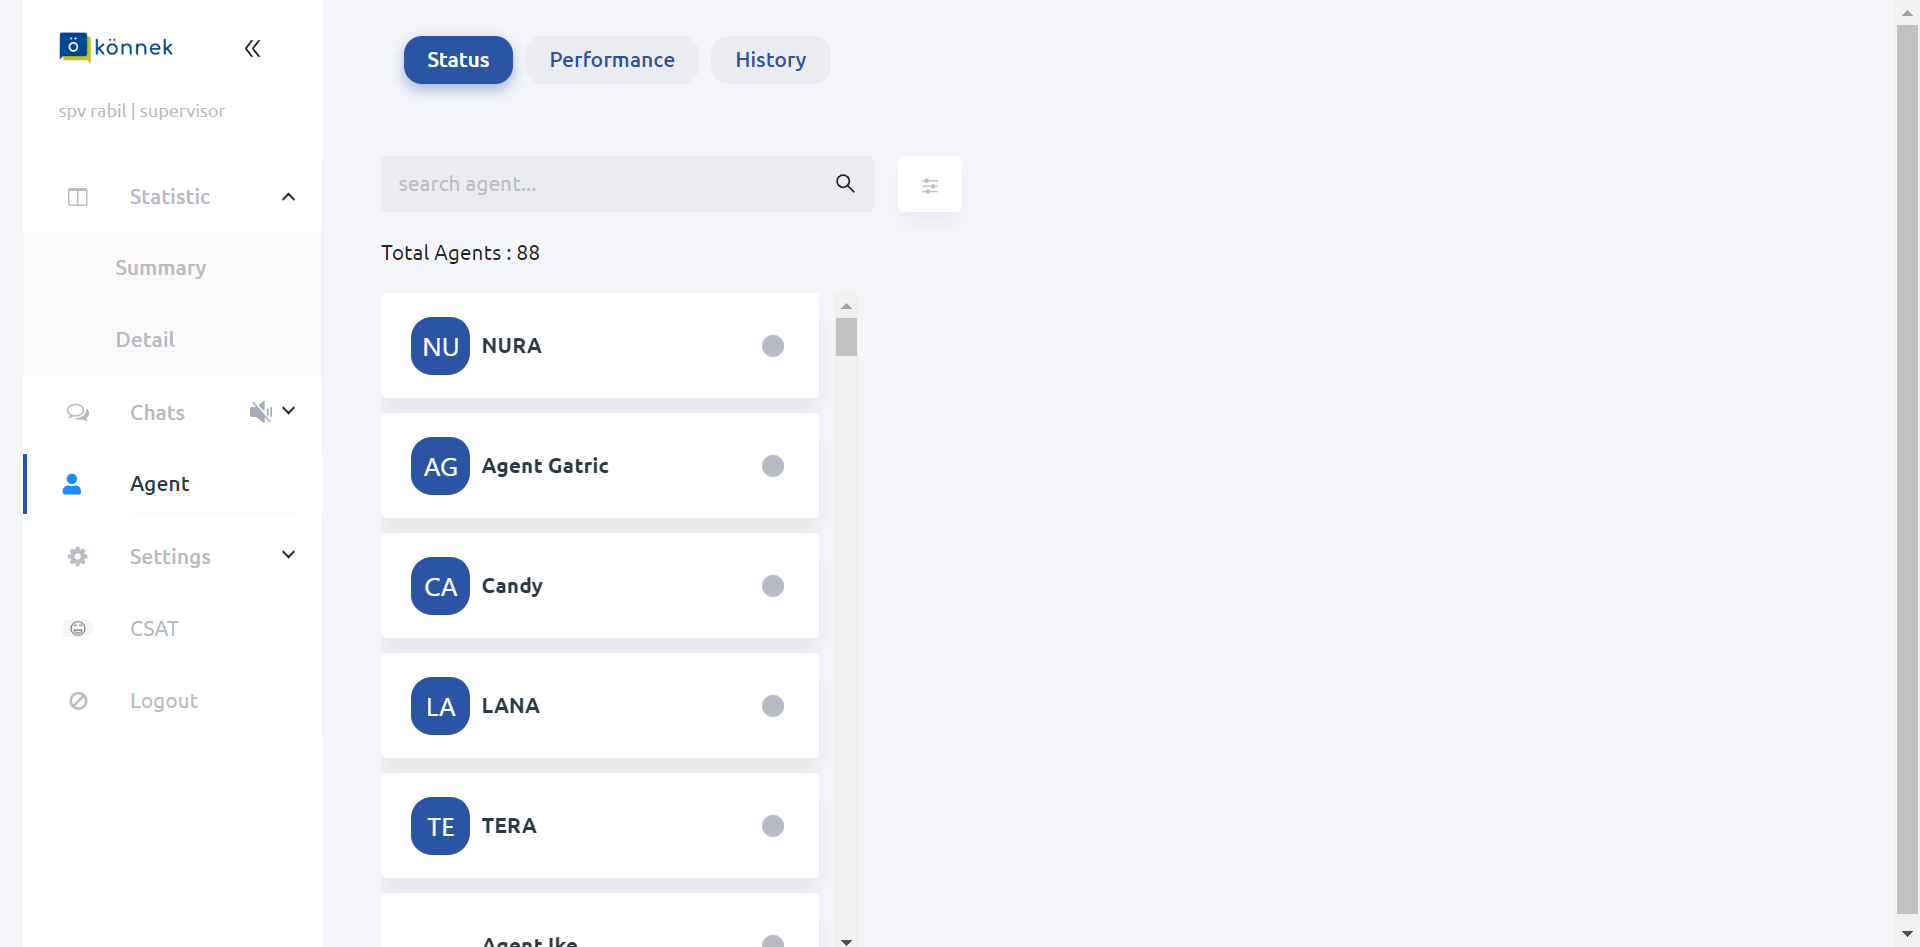 ö könnek
spv rabil | supervisor
Statistic
Summary
Detail
Chats
Agent
Settings
CSAT
Logout
Status
Performance
History
search agent...
Total Agents : 88
NU NURA
AG Agent Gatric
CA Candy
LA LANA
TE TERA
Agent Ike